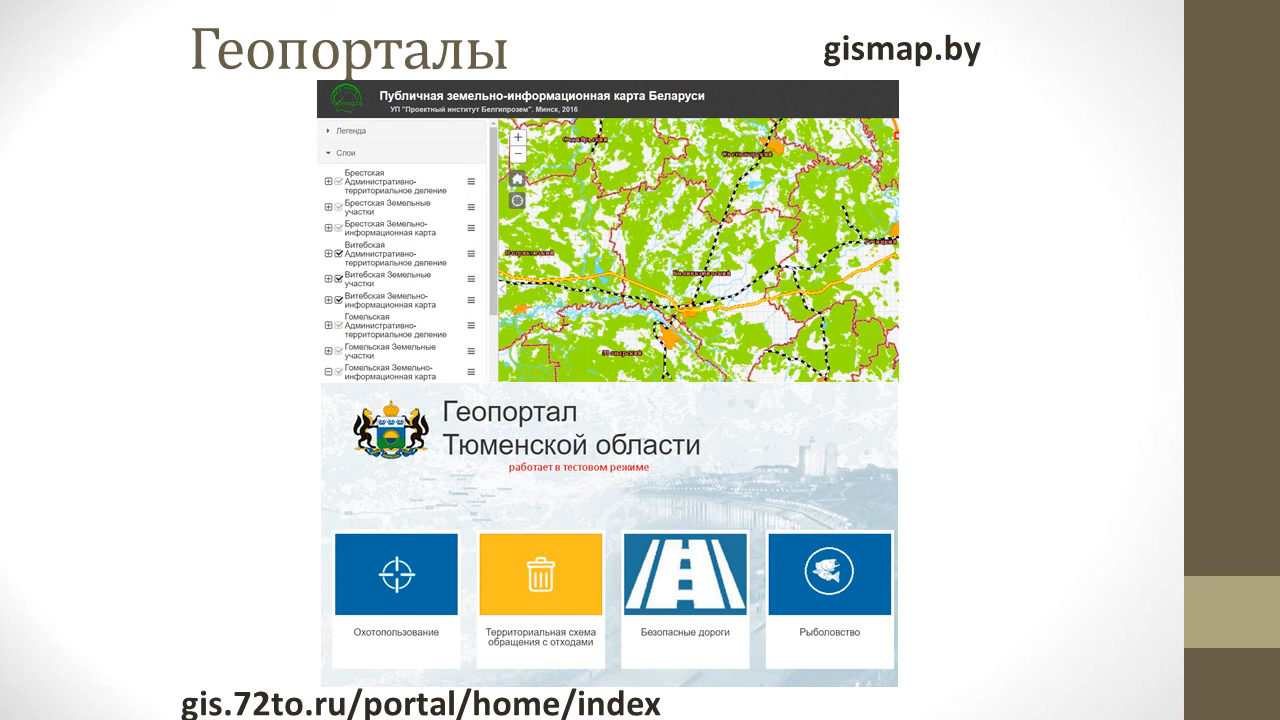 Геопорталы
gismap.by
Публичная земельно-информационная карта Беларуси
УП "Проектный институт Белгипрозем". Минск, 2016
Легенда
Слои
Брестская
Административно-
территориальное деление
Брестская Земельные
участки
Брестская Земельно-
информационная карта
Витебская
Административно-
территориальное деление
Витебская Земельные
участки
Витебская Земельно-
информационная карта
Гомельская
Административно-
территориальное деление
Гомельская Земельные
участки
Гомельская Земельно-
информационная карта
Геопортал
Тюменской области
работает в тестовом режиме
Охотопользование
Территориальная схема
обращения с отходами
Безопасные дороги
Рыболовство
gis.72to.ru/portal/home/index